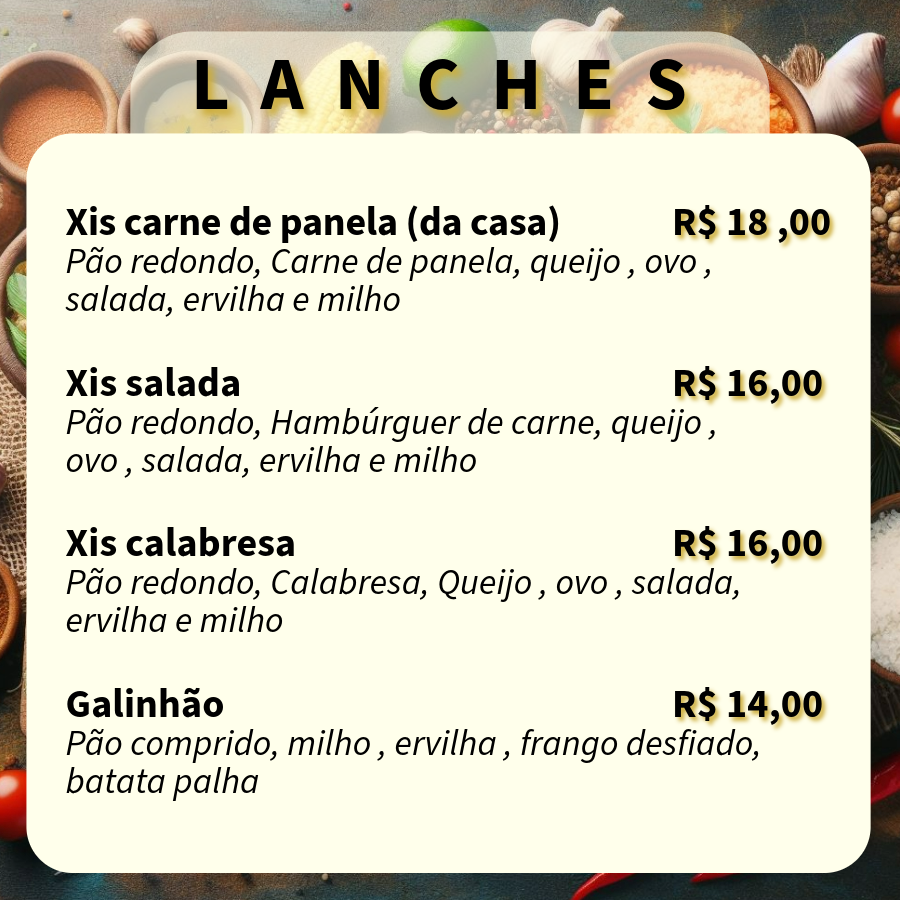 LANCHES
Xis carne de panela (da casa) R$ 18 ,00
Pão redondo, Carne de panela, queijo , ovo ,
salada, ervilha e milho
Xis salada R$ 16,00
Pão redondo, Hambúrguer de carne, queijo ,
ovo , salada, ervilha e milho
Xis calabresa R$ 16,00
Pão redondo, Calabresa, Queijo , ovo , salada,
ervilha e milho
Galinhão R$ 14,00
Pão comprido, milho , ervilha , frango desfiado,
batata palha